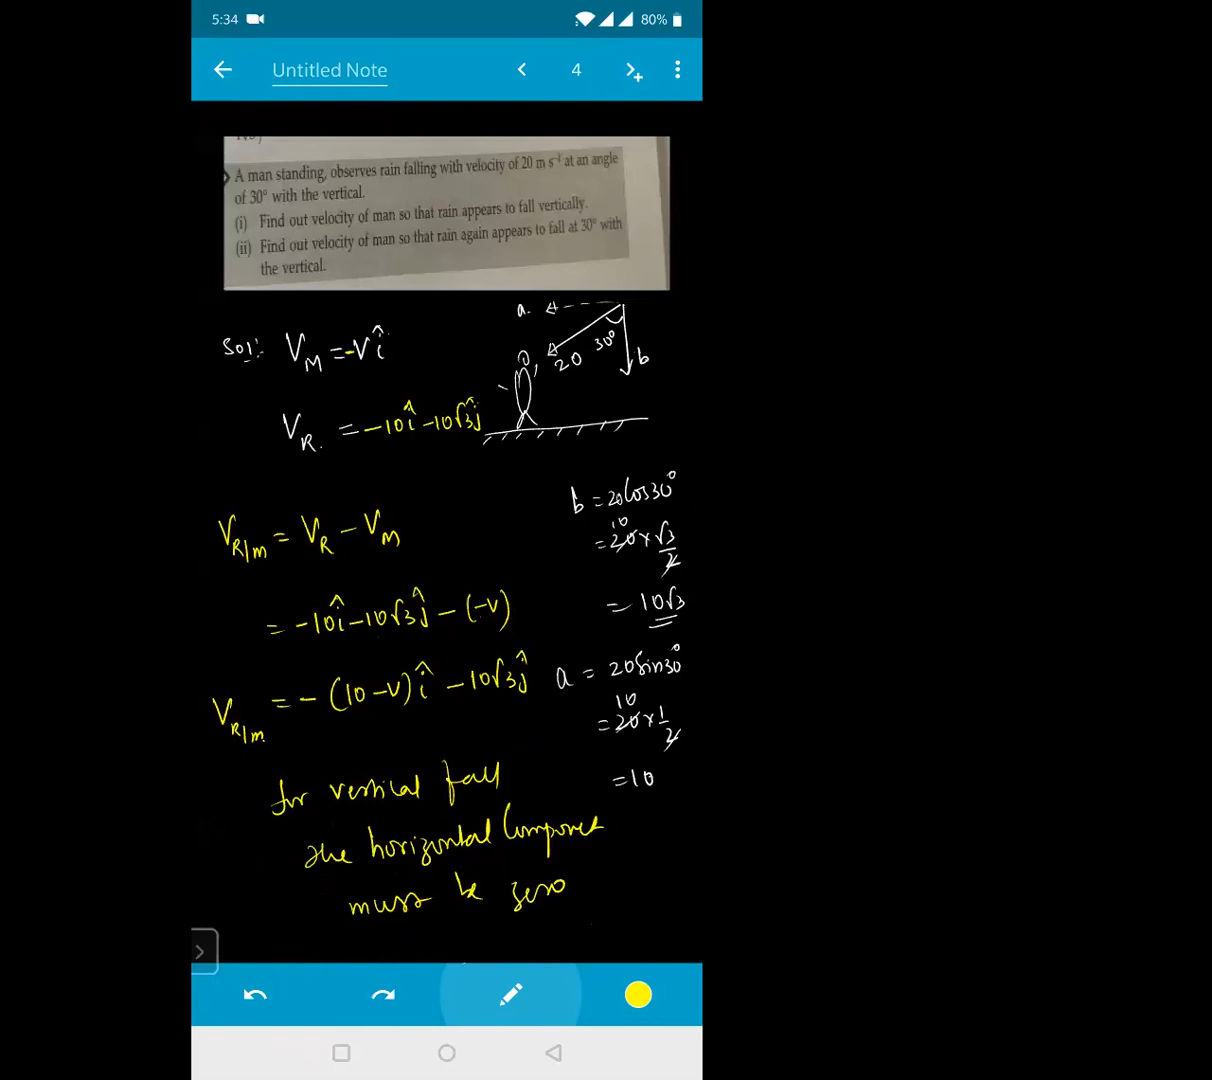 5:34 80%
Untitled Note 4
A man standing, observes rain falling with velocity of 20 m s⁻¹ at an angle
of 30° with the vertical.
(i) Find out velocity of man so that rain appears to fall vertically.
(ii) Find out velocity of man so that rain again appears to fall at 30° with
the vertical.
a
20 30° b
Sol: V_M = -vî
V_R = -10î - 10√3ĵ
b = 20cos30°
= 20 × √3/2
10
= 10√3
V_R/m = V_R - V_M
= -10î - 10√3ĵ - (-v)
V_R/m = -(10-v)î - 10√3ĵ
a = 20sin30°
10
= 20 × 1/2
= 10
for vertical fall
the horizontal component
must be zero